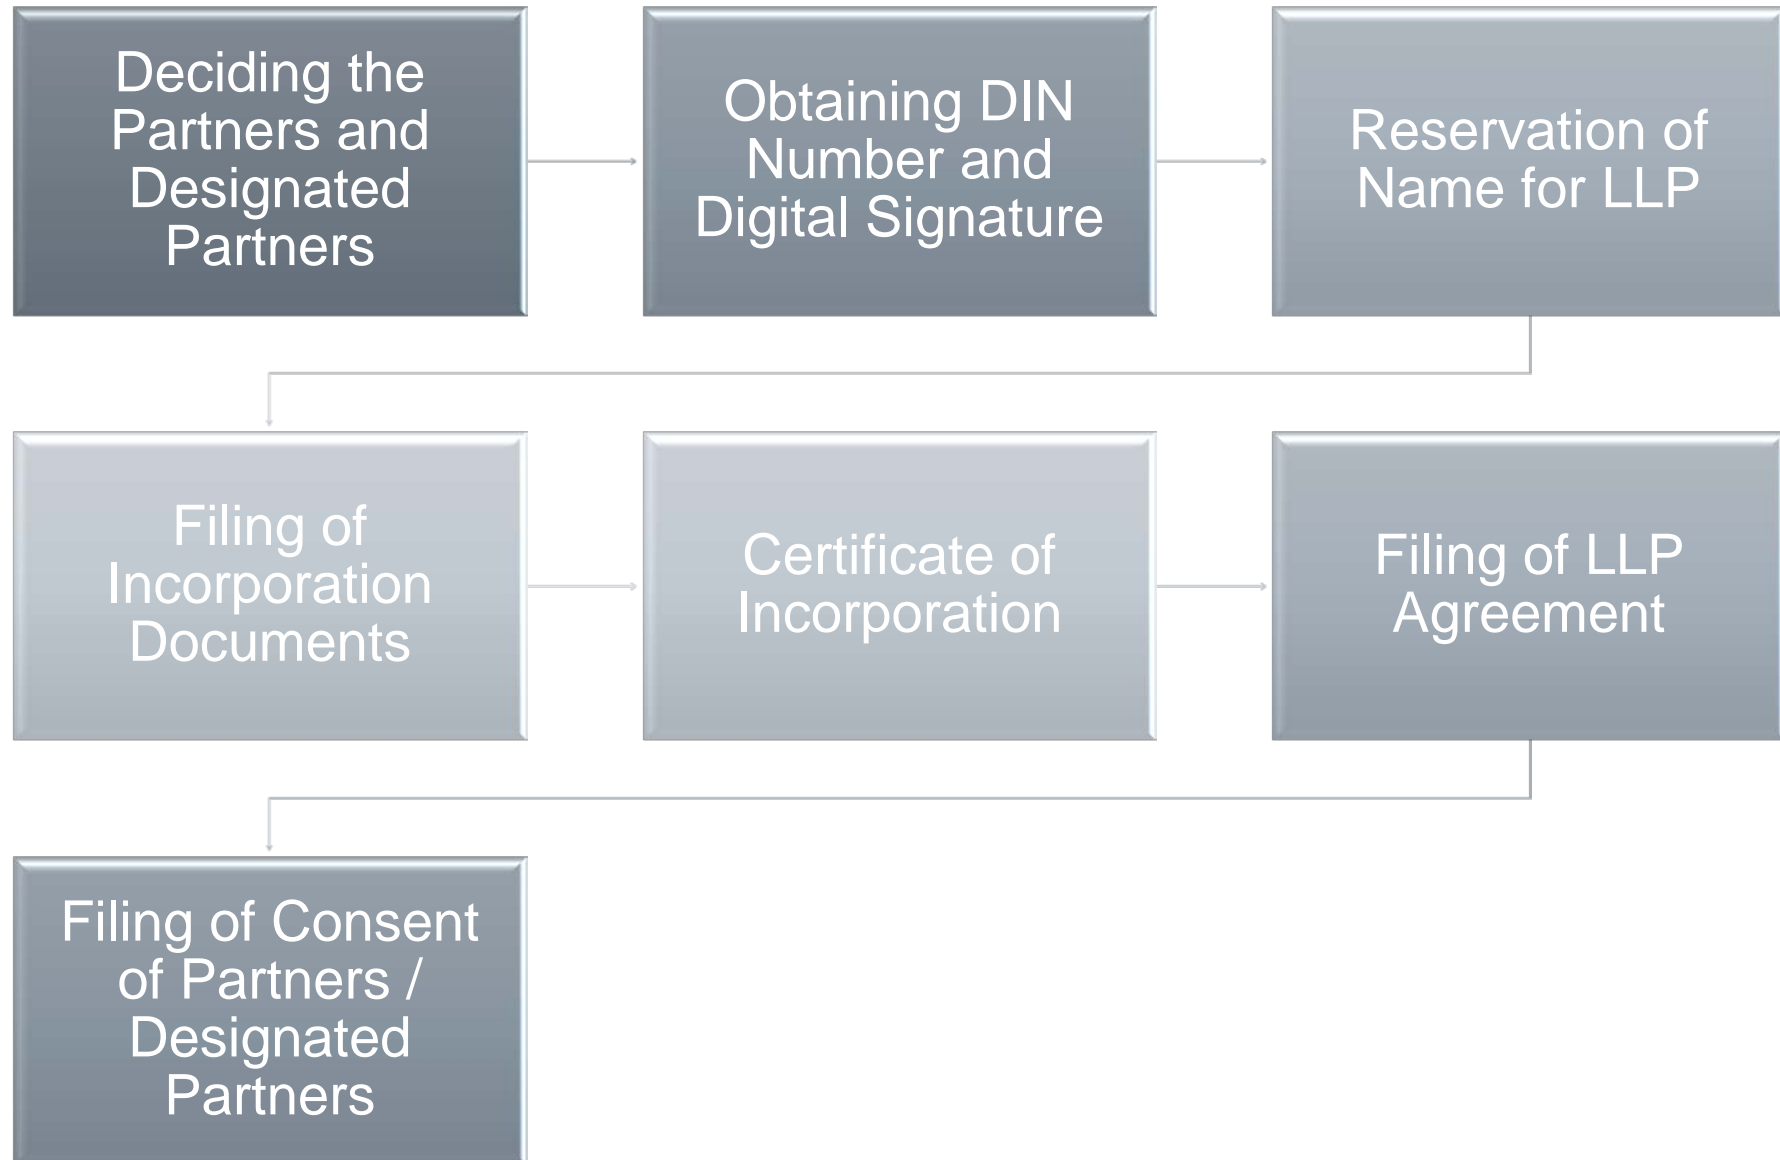 Deciding the
Partners and
Designated
Partners
Obtaining DIN
Number and
Digital Signature
Reservation of
Name for LLP
Filing of
Incorporation
Documents
Certificate of
Incorporation
Filing of LLP
Agreement
Filing of Consent
of Partners /
Designated
Partners